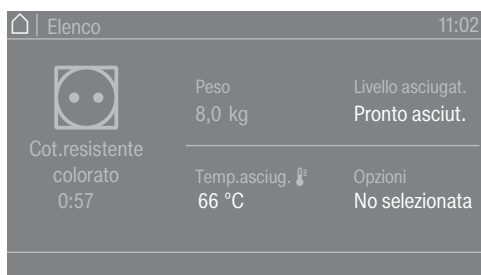 Elenco 11:02
Peso
8,0 kg
Livello asciugat.
Pronto asciut.
Cot.resistente
colorato
0:57
Temp.asciug.
66 °C
Opzioni
No selezionata